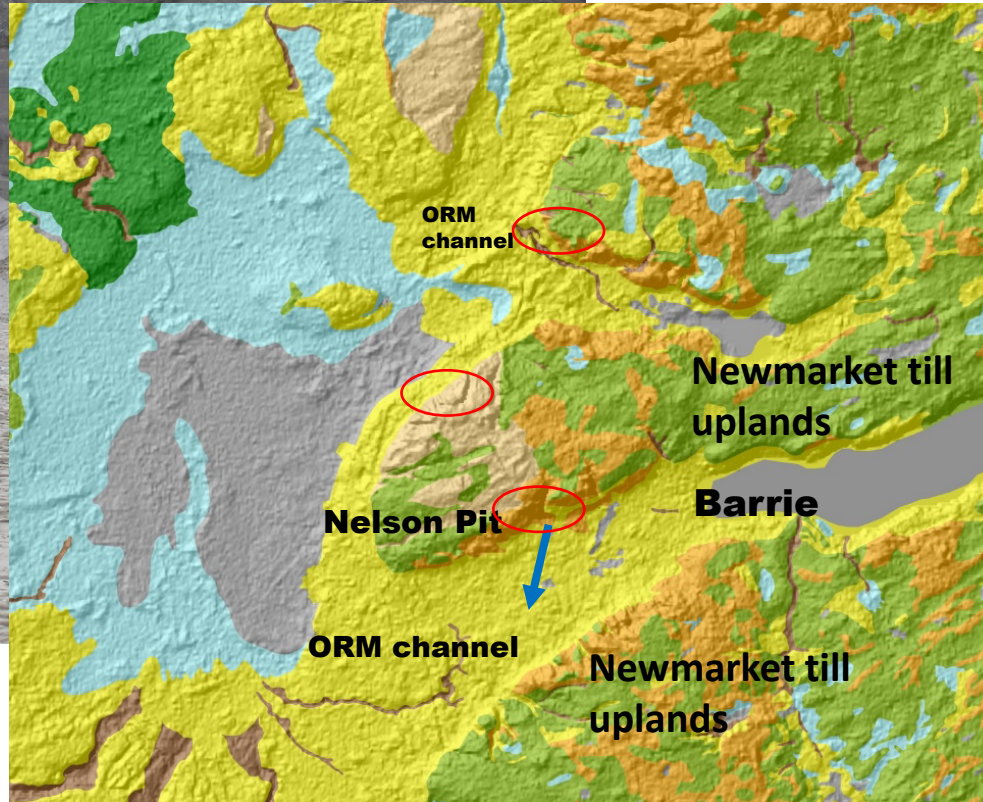 ORM
channel
Newmarket till
uplands
Barrie
Nelson Pit
ORM channel
Newmarket till
uplands